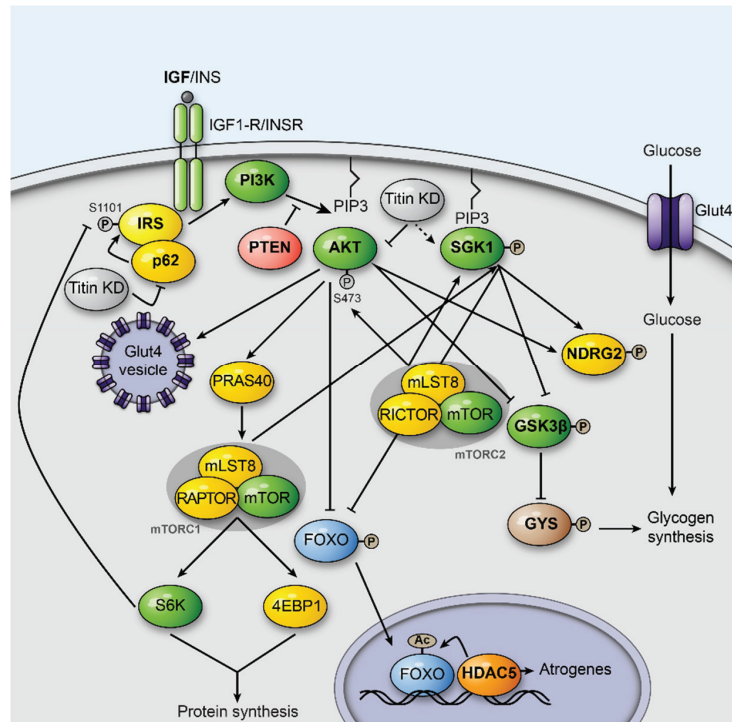 IGF/INS
IGF1-R/INSR
Glucose
PI3K
S1101
P
IRS
PIP3
Titin KD
PIP3
Glut4
PTEN
AKT
SGK1
P
p62
P
S473
Titin KD
Glucose
Glut4
vesicle
NDRG2
P
PRAS40
mLST8
RICTOR
mTOR
mTORC2
GSK3β
P
mLST8
RAPTOR
mTOR
mTORC1
FOXO
P
GYS
P
Glycogen
synthesis
S6K
4EBP1
Ac
FOXO
HDAC5
Atrogenes
Protein synthesis